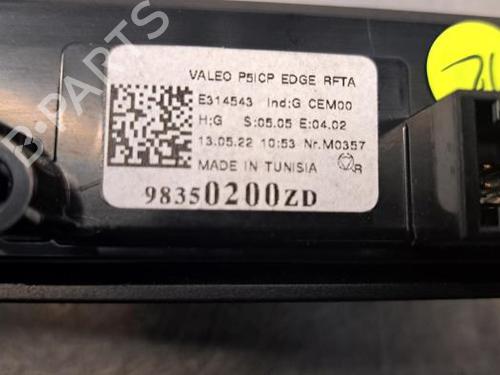 VALEO P5ICP EDGE RFTA
E314543 Ind:G CEM00
H:G S:05.05 E:04.02
13.05.22 10:53 Nr.M0357
MADE IN TUNISIA R
98350200ZD
B-PARTS